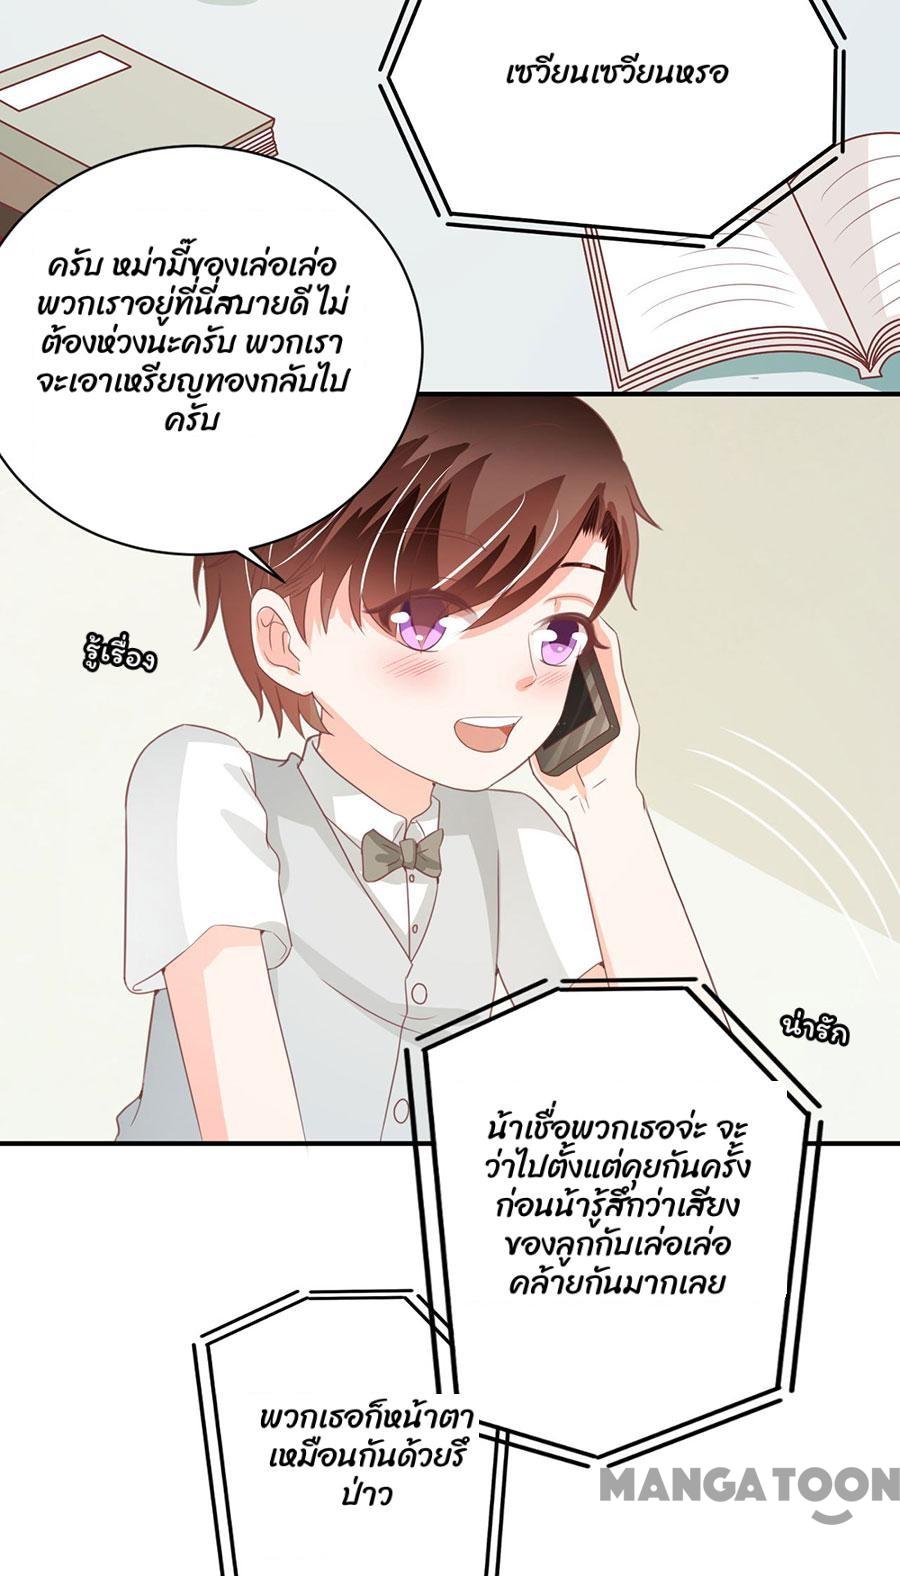 เซวียนเซวียนหรอ
ครับ หม่ามี๊ของเล่อเล่อ
พวกเราอยู่ที่นี่สบายดี ไม่
ต้องห่วงนะครับ พวกเรา
จะเอาเหรียญทองกลับไป
ครับ
รู้เรื่อง
น่ารัก
น้าเชื่อพวกเธอจ่ะ จะ
ว่าไปตั้งแต่คุยกันครั้ง
ก่อนน้ารู้สึกว่าเสียง
ของลูกกับเล่อเล่อ
คล้ายกันมากเลย
พวกเธอก็หน้าตา
เหมือนกันด้วยรึ
ป่าว
MANGATOON